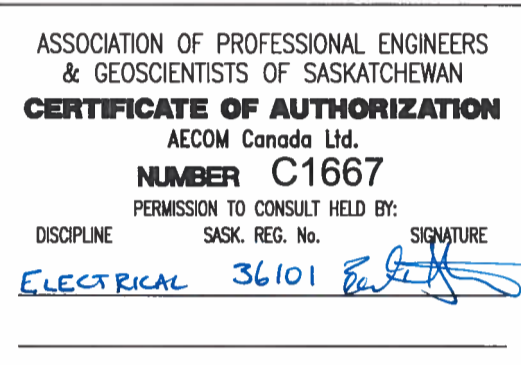 ASSOCIATION OF PROFESSIONAL ENGINEERS
& GEOSCIENTISTS OF SASKATCHEWAN
CERTIFICATE OF AUTHORIZATION
AECOM Canada Ltd.
NUMBER C1667
PERMISSION TO CONSULT HELD BY:
DISCIPLINE SASK. REG. No. SIGNATURE
ELECTRICAL 36101